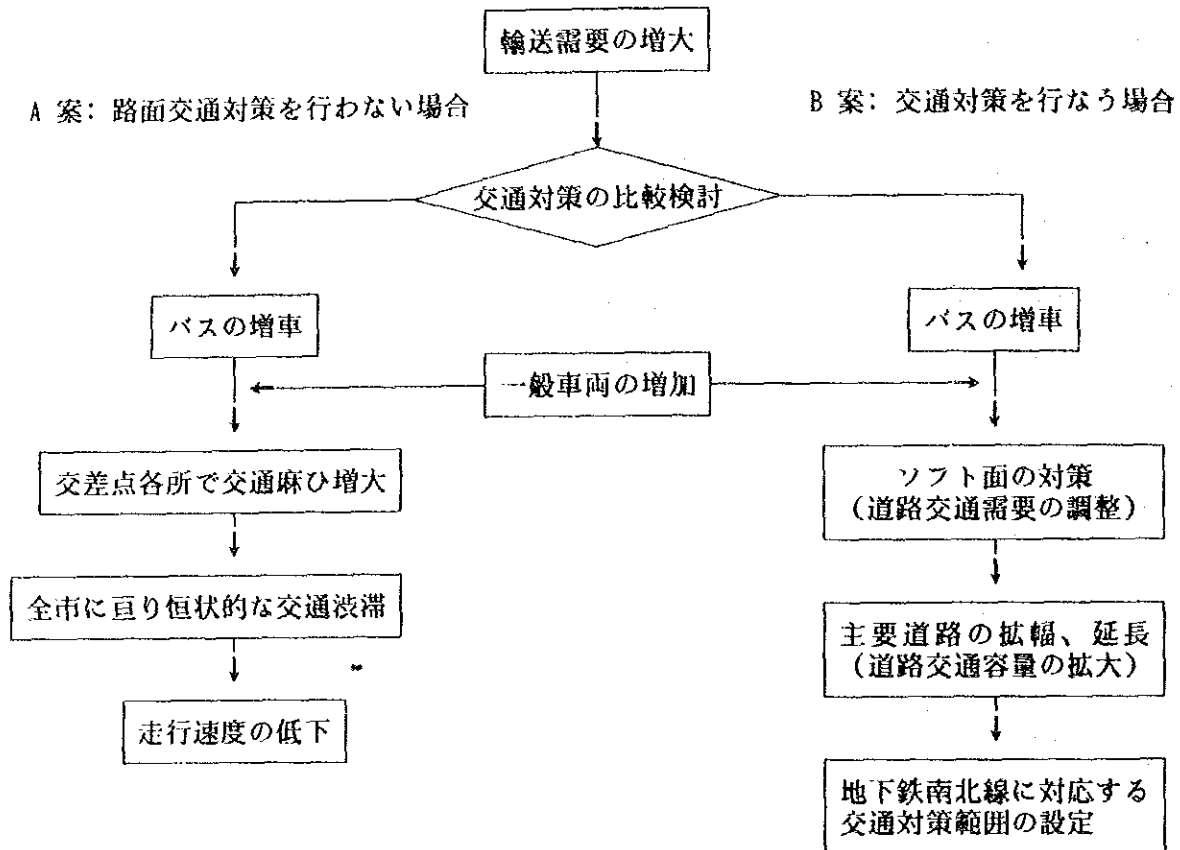 輸送需要の増大
A 案: 路面交通対策を行わない場合
B 案: 交通対策を行なう場合
交通対策の比較検討
バスの増車
バスの増車
一般車両の増加
交差点各所で交通麻ひ増大
ソフト面の対策
(道路交通需要の調整)
全市に亘り恒状的な交通渋滞
主要道路の拡幅、延長
(道路交通容量の拡大)
走行速度の低下
地下鉄南北線に対応する
交通対策範囲の設定